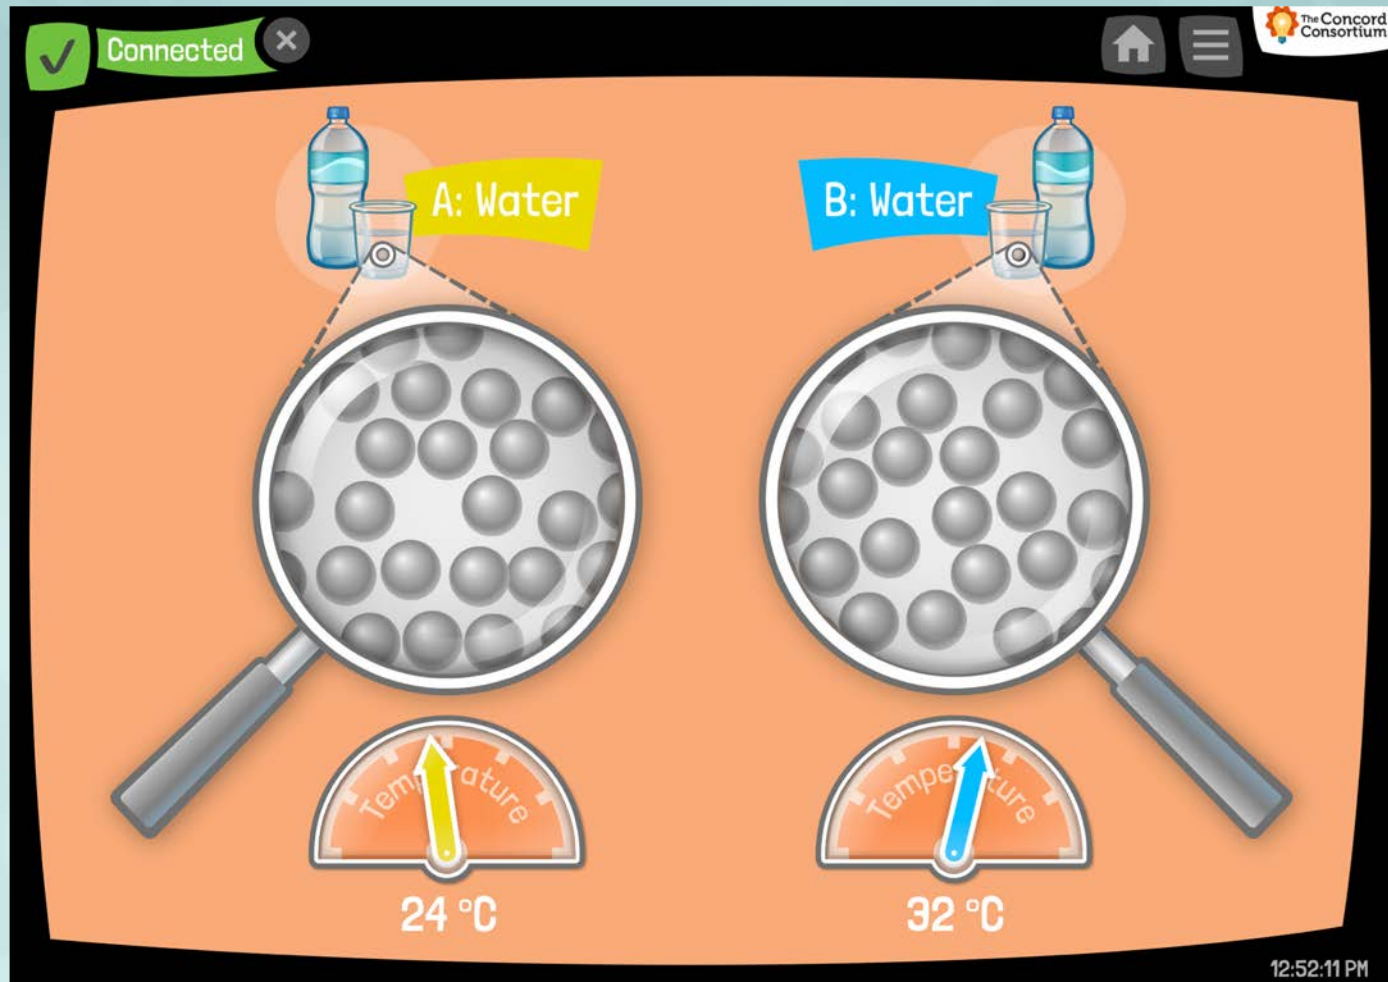 Connected
The Concord
Consortium
A: Water
B: Water
Temperature
Temperature
24 °C
32 °C
12:52:11 PM